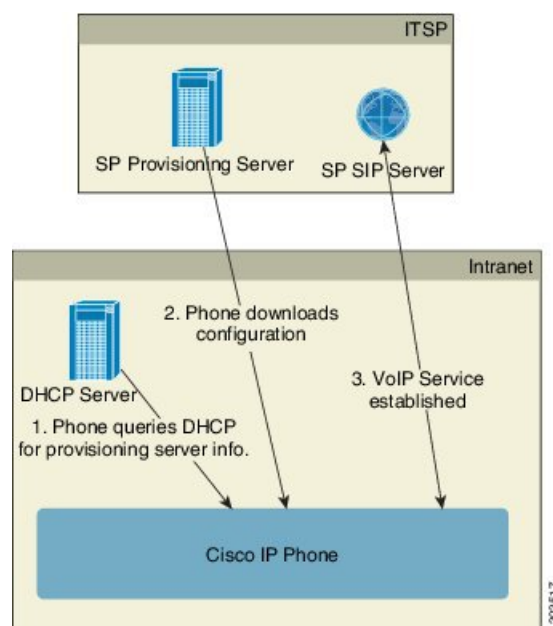 ITSP
SP Provisioning Server
SP SIP Server
Intranet
2. Phone downloads
configuration
DHCP Server
3. VoIP Service
established
1. Phone queries DHCP
for provisioning server info.
Cisco IP Phone